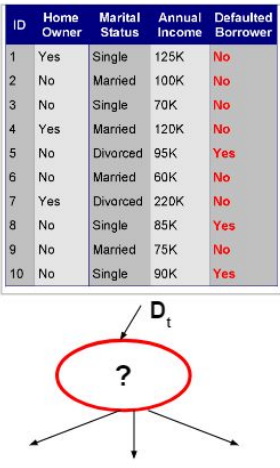 ID Home Owner Marital Status Annual Income Defaulted Borrower
1 Yes Single 125K No
2 No Married 100K No
3 No Single 70K No
4 Yes Married 120K No
5 No Divorced 95K Yes
6 No Married 60K No
7 Yes Divorced 220K No
8 No Single 85K Yes
9 No Married 75K No
10 No Single 90K Yes
Dt
?